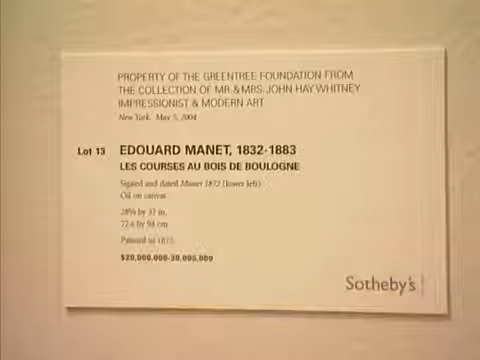 PROPERTY OF THE GREENTREE FOUNDATION FROM
THE COLLECTION OF MR. & MRS. JOHN HAY WHITNEY
IMPRESSIONIST & MODERN ART
New York May 5, 2004
Lot 13 EDOUARD MANET, 1832-1883
LES COURSES AU BOIS DE BOULOGNE
Signed and dated Manet 1872 (lower left)
Oil on canvas
28¾ by 37 in.
72.4 by 94 cm
Painted in 1872.
$20,000,000-30,000,000
Sotheby's